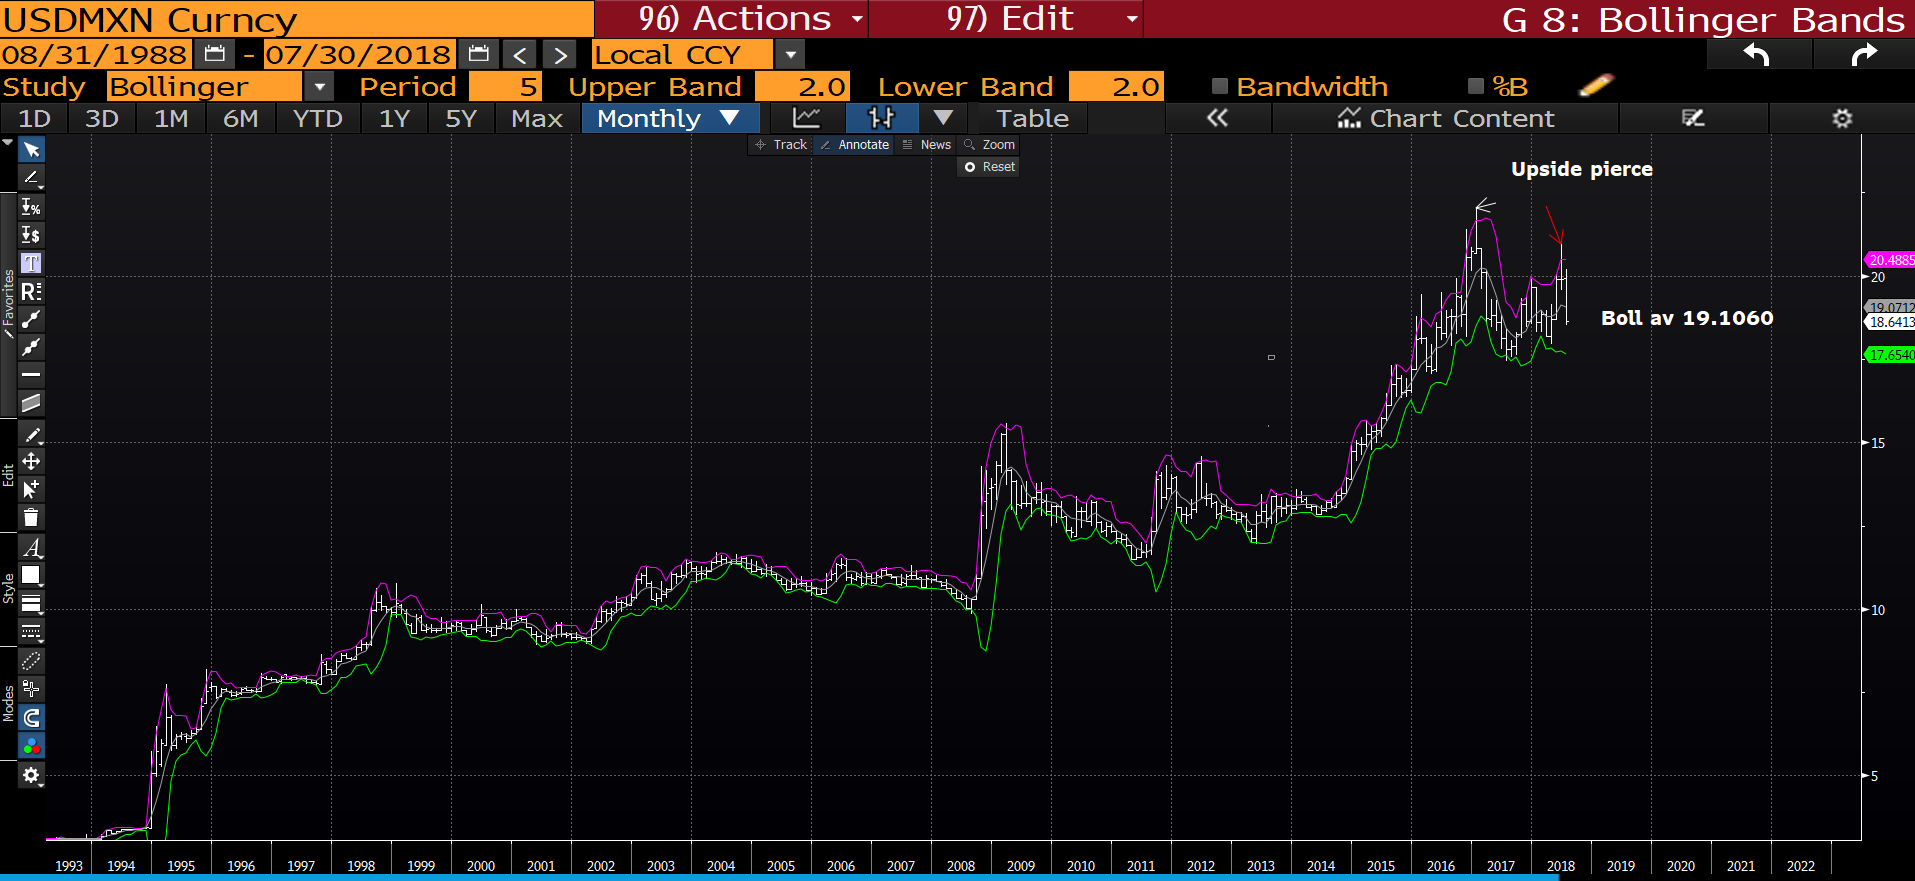 USDMXN Curncy 96) Actions 97) Edit G 8: Bollinger Bands
08/31/1988 - 07/30/2018 < > Local CCY
Study Bollinger Period 5 Upper Band 2.0 Lower Band 2.0 Bandwidth %B
1D 3D 1M 6M YTD 1Y 5Y Max Monthly Table Chart Content
Track Annotate News Zoom
Reset
Upside pierce
Favorites
Edit
Style
Modes
%
$
T
R
A
20.4885
20
19.0712
Boll av 19.1060
18.6413
17.6540
15
10
5
1993 1994 1995 1996 1997 1998 1999 2000 2001 2002 2003 2004 2005 2006 2007 2008 2009 2010 2011 2012 2013 2014 2015 2016 2017 2018 2019 2020 2021 2022